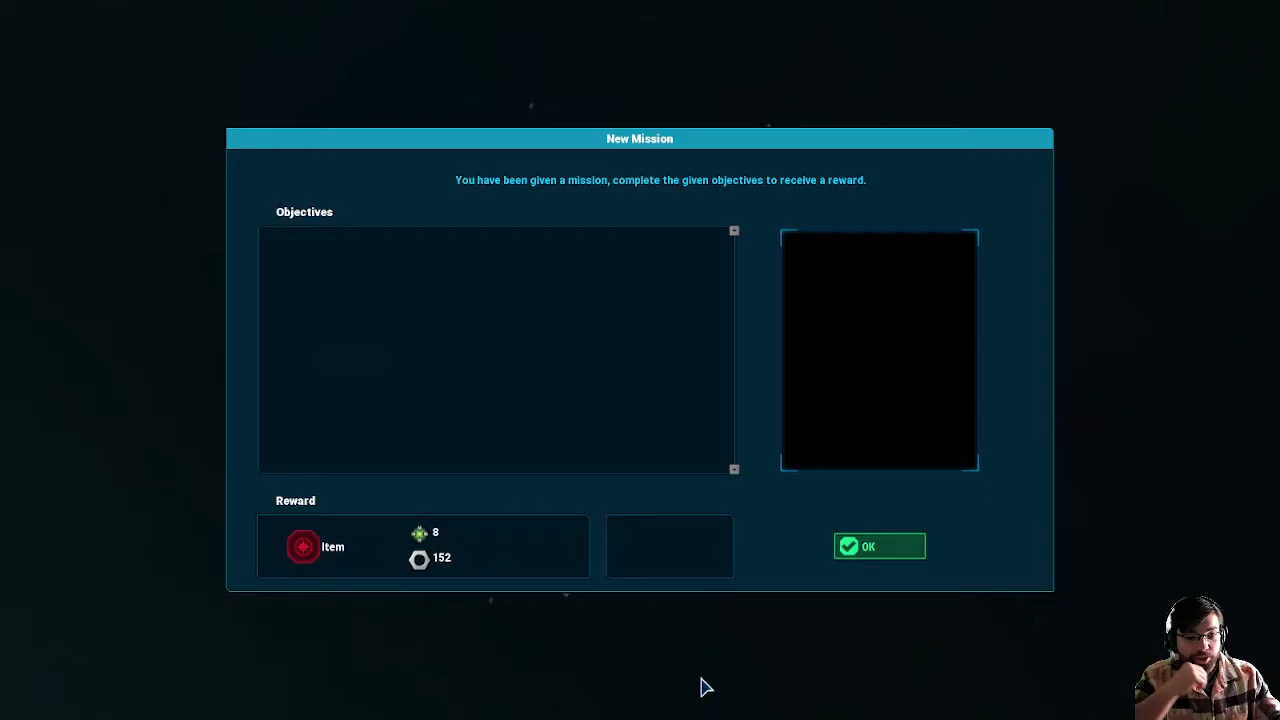 New Mission
You have been given a mission, complete the given objectives to receive a reward.
Objectives
Reward
Item
8
152
OK